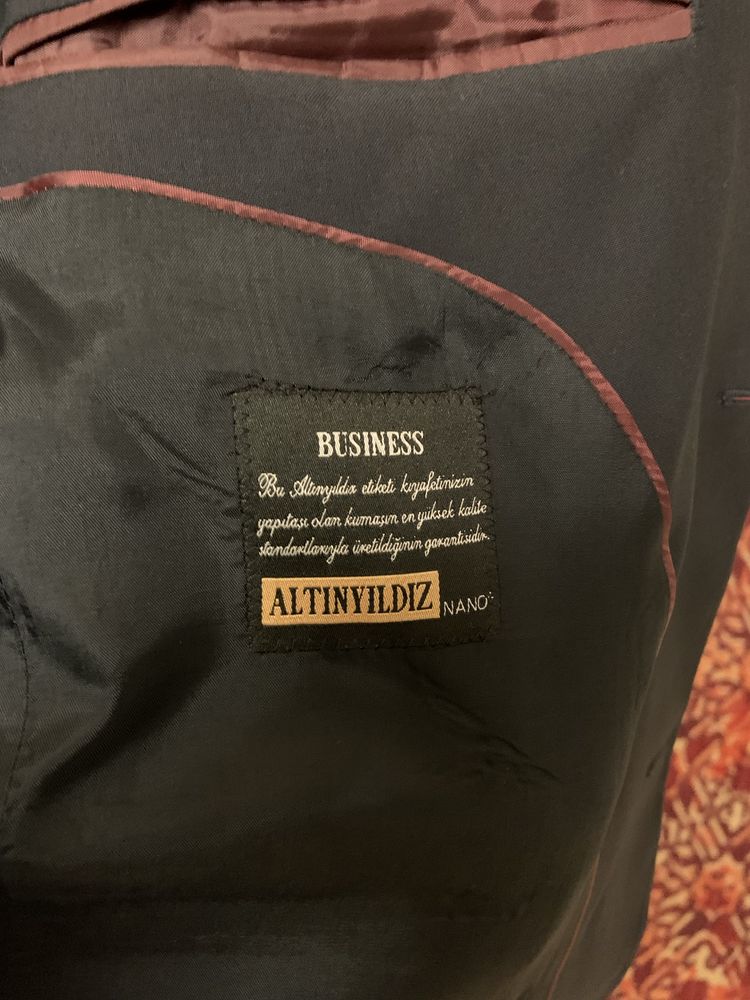 BUSINESS
Bu Altınyıldız etiketi kıyafetinizin
yapıtaşı olan kumaşın en yüksek kalite
standartlarıyla üretildiğinin garantisidir.
ALTINYILDIZ NANO